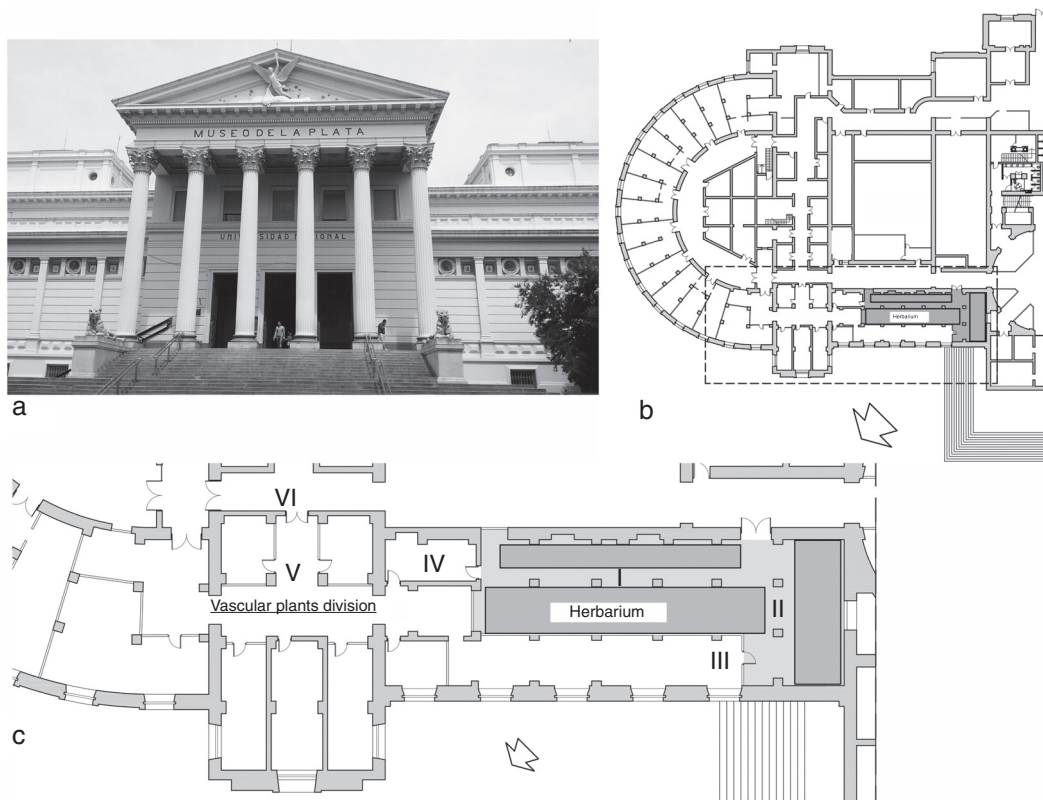 MUSEO DE LA PLATA
UNIVERSIDAD NACIONAL
a
Herbarium
b
VI
IV
V
I
Vascular plants division
Herbarium
II
III
c